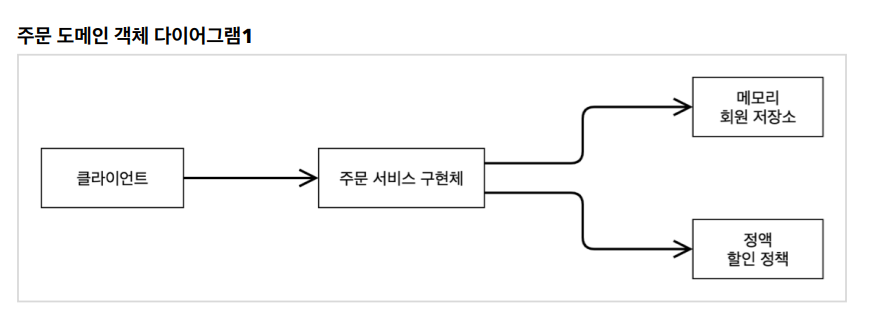 주문 도메인 객체 다이어그램1
메모리
회원 저장소
클라이언트
주문 서비스 구현체
정액
할인 정책